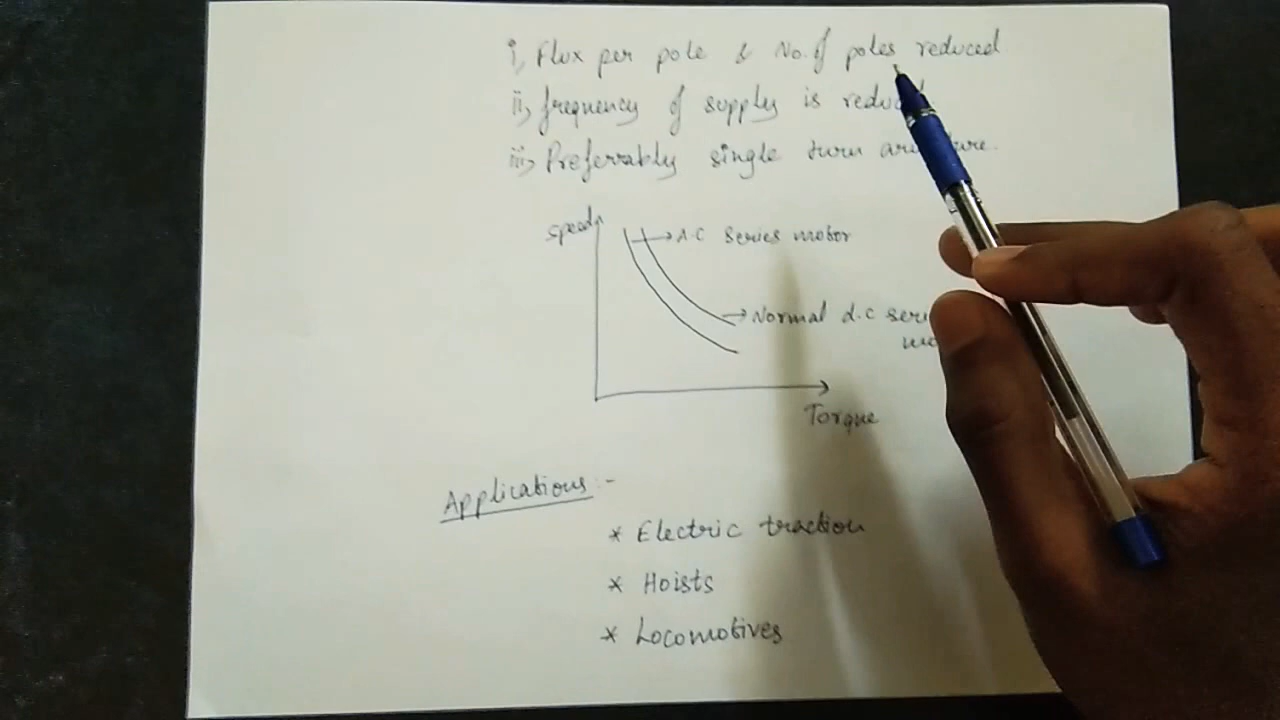 i, Flux per pole & No. of poles reduced
ii, frequency of supply is
iii, Preferrably single turn
Speed
A.C Series motor
Normal d.c
Torque
Applications :-
* Electric traction
* Hoists
* Locomotives